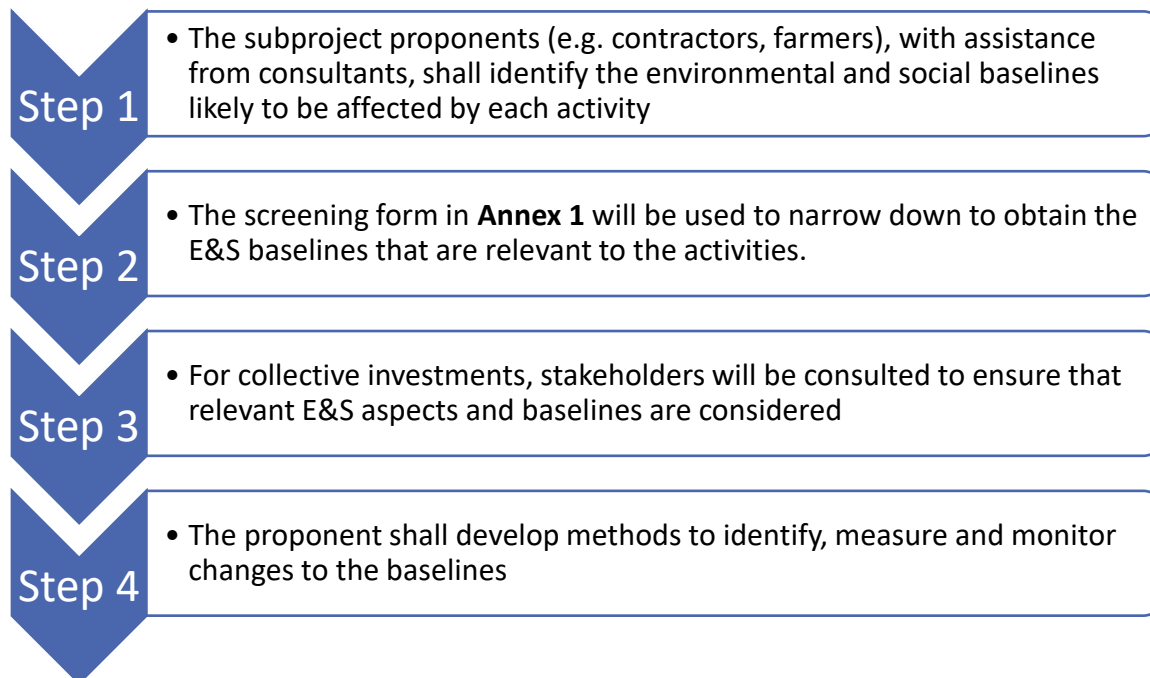 Step 1
• The subproject proponents (e.g. contractors, farmers), with assistance
from consultants, shall identify the environmental and social baselines
likely to be affected by each activity
Step 2
• The screening form in Annex 1 will be used to narrow down to obtain the
E&S baselines that are relevant to the activities.
Step 3
• For collective investments, stakeholders will be consulted to ensure that
relevant E&S aspects and baselines are considered
Step 4
• The proponent shall develop methods to identify, measure and monitor
changes to the baselines